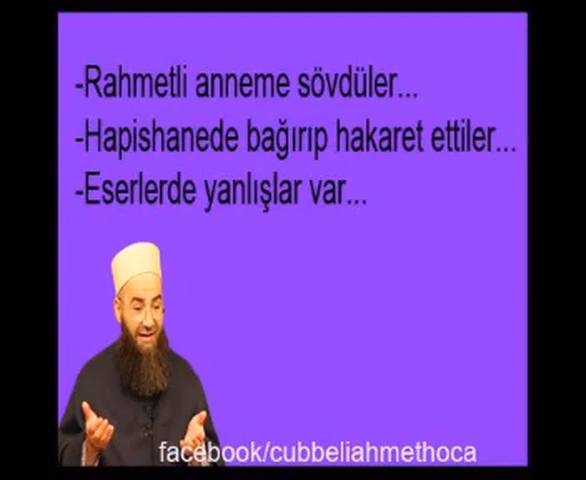 -Rahmetli anneme sövdüler...
-Hapishanede bağırıp hakaret ettiler...
-Eserlerde yanlışlar var...
facebook/cubbeliahmethoca